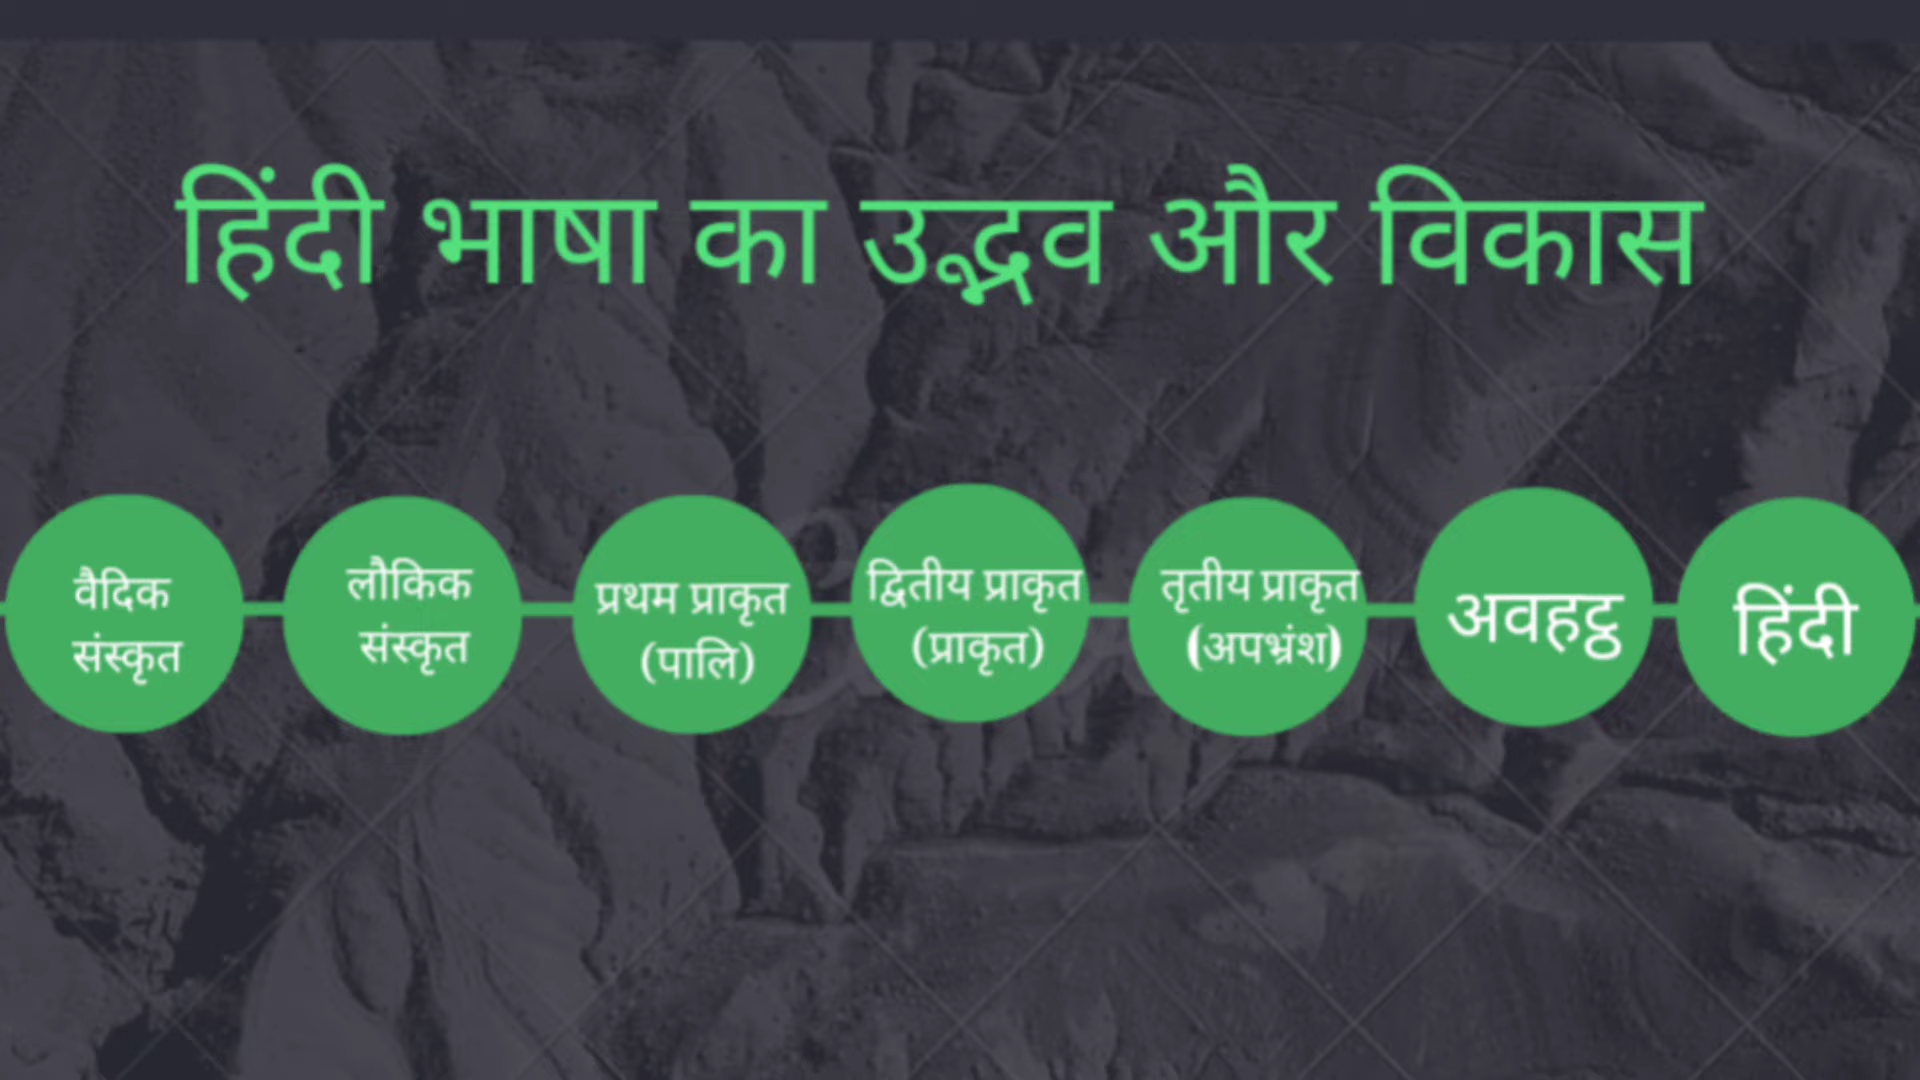 हिंदी भाषा का उद्भव और विकास
वैदिक
संस्कृत
लौकिक
संस्कृत
प्रथम प्राकृत
(पालि)
द्वितीय प्राकृत
(प्राकृत)
तृतीय प्राकृत
(अपभ्रंश)
अवहट्ठ
हिंदी